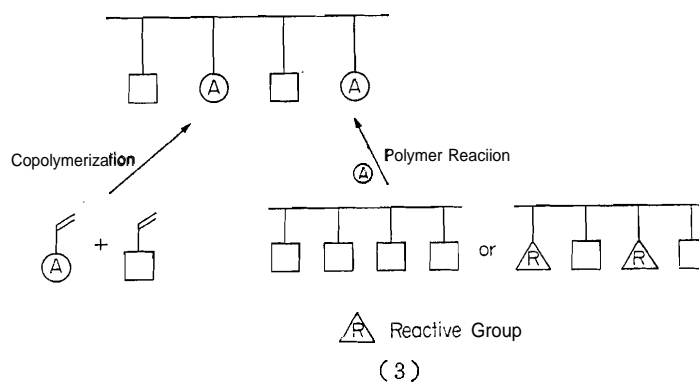 A A
Copolymerization
Polymer Reaciion
A
A + or R R
R Reactive Group
(3)